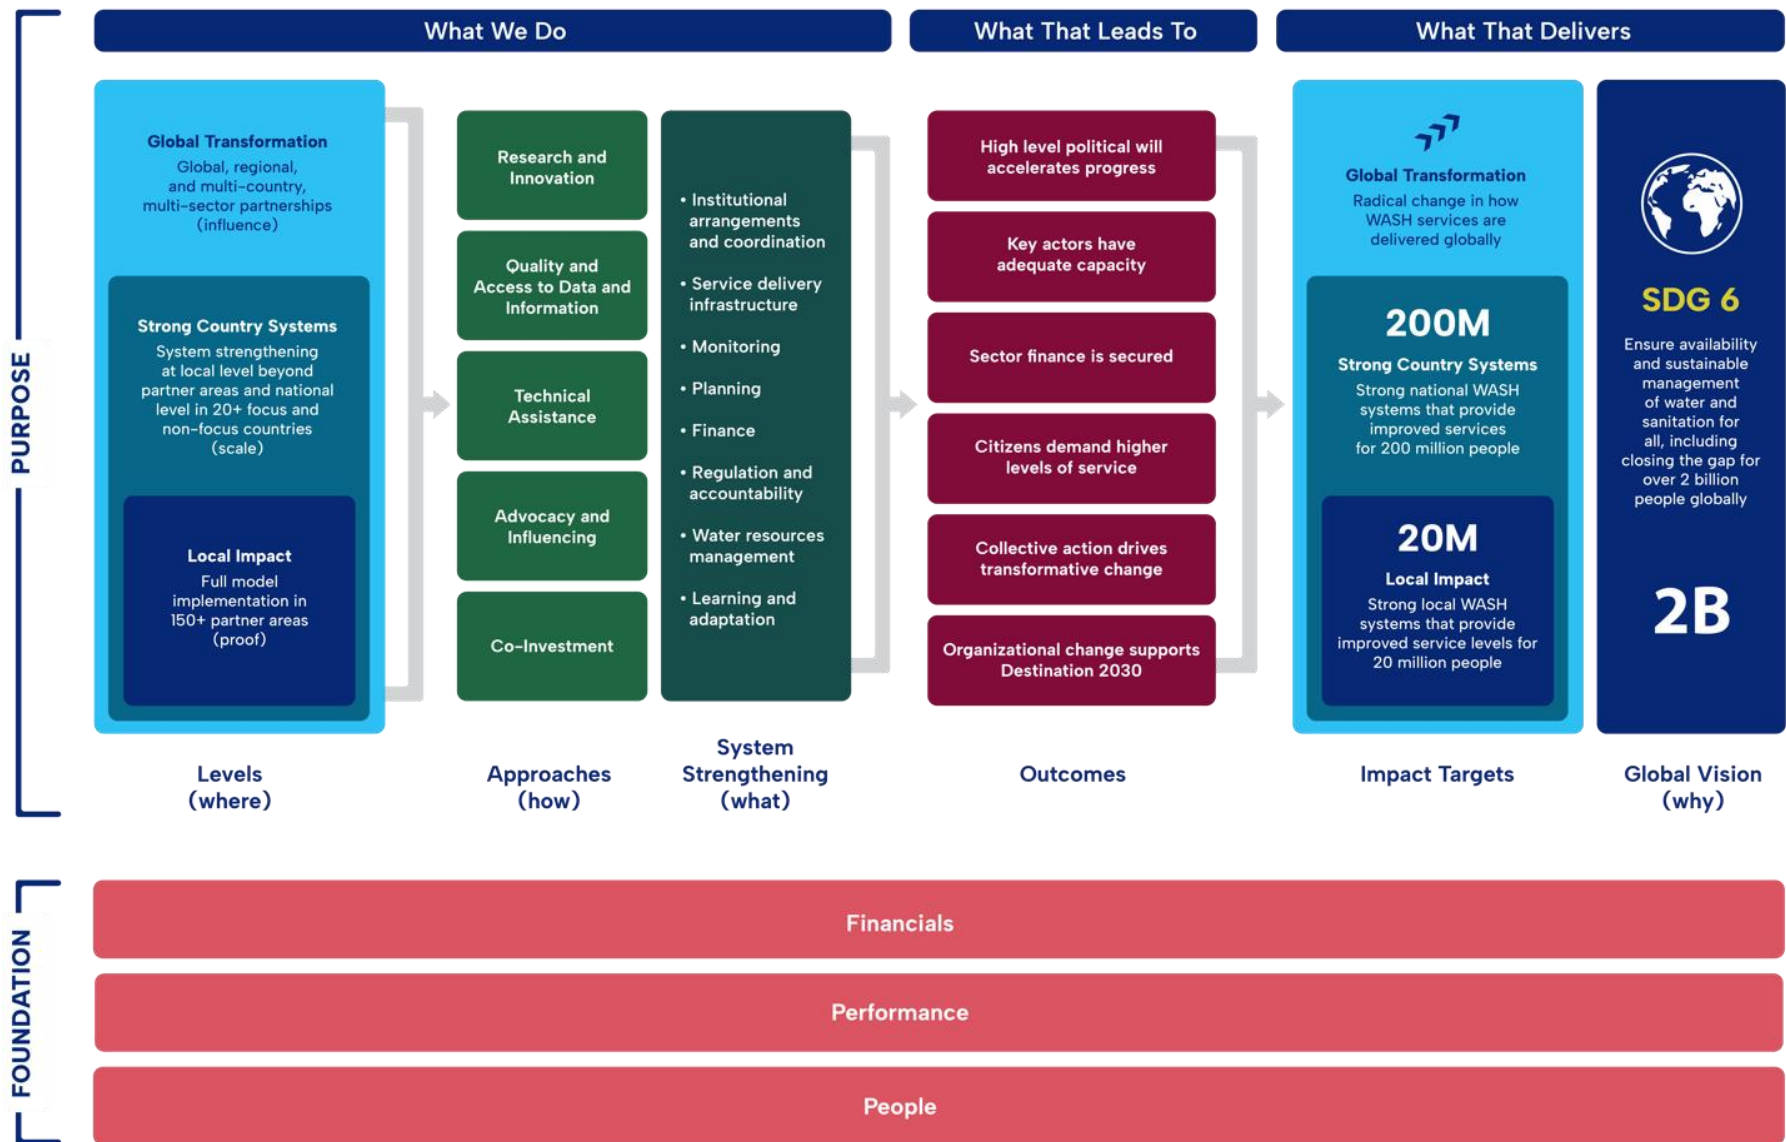 What We Do
What That Leads To
What That Delivers
PURPOSE
Global Transformation
Global, regional,
and multi-country,
multi-sector partnerships
(influence)
Strong Country Systems
System strengthening
at local level beyond
partner areas and national
level in 20+ focus and
non-focus countries
(scale)
Local Impact
Full model
implementation in
150+ partner areas
(proof)
Levels
(where)
Research and
Innovation
Quality and
Access to Data and
Information
Technical
Assistance
Advocacy and
Influencing
Co-Investment
Approaches
(how)
• Institutional
arrangements
and coordination
• Service delivery
infrastructure
• Monitoring
• Planning
• Finance
• Regulation and
accountability
• Water resources
management
• Learning and
adaptation
System
Strengthening
(what)
High level political will
accelerates progress
Key actors have
adequate capacity
Sector finance is secured
Citizens demand higher
levels of service
Collective action drives
transformative change
Organizational change supports
Destination 2030
Outcomes
Global Transformation
Radical change in how
WASH services are
delivered globally
200M
Strong Country Systems
Strong national WASH
systems that provide
improved services
for 200 million people
20M
Local Impact
Strong local WASH
systems that provide
improved service levels for
20 million people
Impact Targets
SDG 6
Ensure availability
and sustainable
management
of water and
sanitation for
all, including
closing the gap for
over 2 billion
people globally
2B
Global Vision
(why)
FOUNDATION
Financials
Performance
People